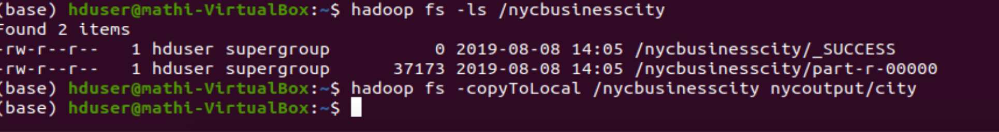 (base) hduser@mathi-VirtualBox:~$ hadoop fs -ls /nycbusinesscity
Found 2 items
-rw-r--r--   1 hduser supergroup          0 2019-08-08 14:05 /nycbusinesscity/_SUCCESS
-rw-r--r--   1 hduser supergroup      37173 2019-08-08 14:05 /nycbusinesscity/part-r-00000
(base) hduser@mathi-VirtualBox:~$ hadoop fs -copyToLocal /nycbusinesscity nycoutput/city
(base) hduser@mathi-VirtualBox:~$